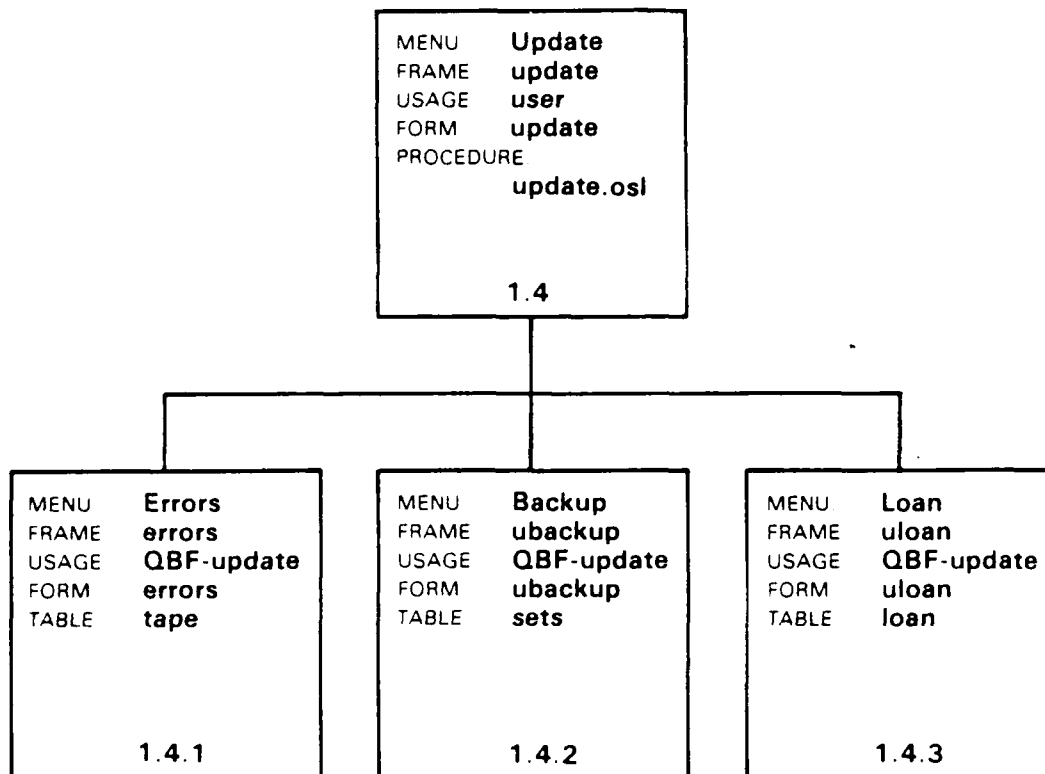 MENU Update
FRAME update
USAGE user
FORM update
PROCEDURE
update.osl
1.4
MENU Errors
FRAME errors
USAGE QBF-update
FORM errors
TABLE tape
1.4.1
MENU Backup
FRAME ubackup
USAGE QBF-update
FORM ubackup
TABLE sets
1.4.2
MENU Loan
FRAME uloan
USAGE QBF-update
FORM uloan
TABLE loan
1.4.3